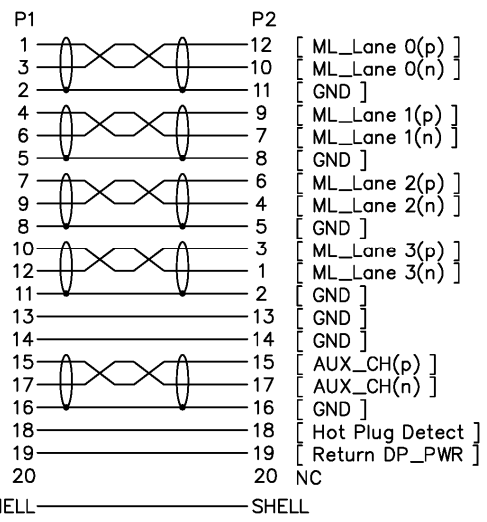 P1 P2
1 12 [ ML_Lane 0(p) ]
3 10 [ ML_Lane 0(n) ]
2 11 [ GND ]
4 9 [ ML_Lane 1(p) ]
6 7 [ ML_Lane 1(n) ]
5 8 [ GND ]
7 6 [ ML_Lane 2(p) ]
9 4 [ ML_Lane 2(n) ]
8 5 [ GND ]
10 3 [ ML_Lane 3(p) ]
12 1 [ ML_Lane 3(n) ]
11 2 [ GND ]
13 13 [ GND ]
14 14 [ GND ]
15 15 [ AUX_CH(p) ]
17 17 [ AUX_CH(n) ]
16 16 [ GND ]
18 18 [ Hot Plug Detect ]
19 19 [ Return DP_PWR ]
20 20 NC
ELL SHELL